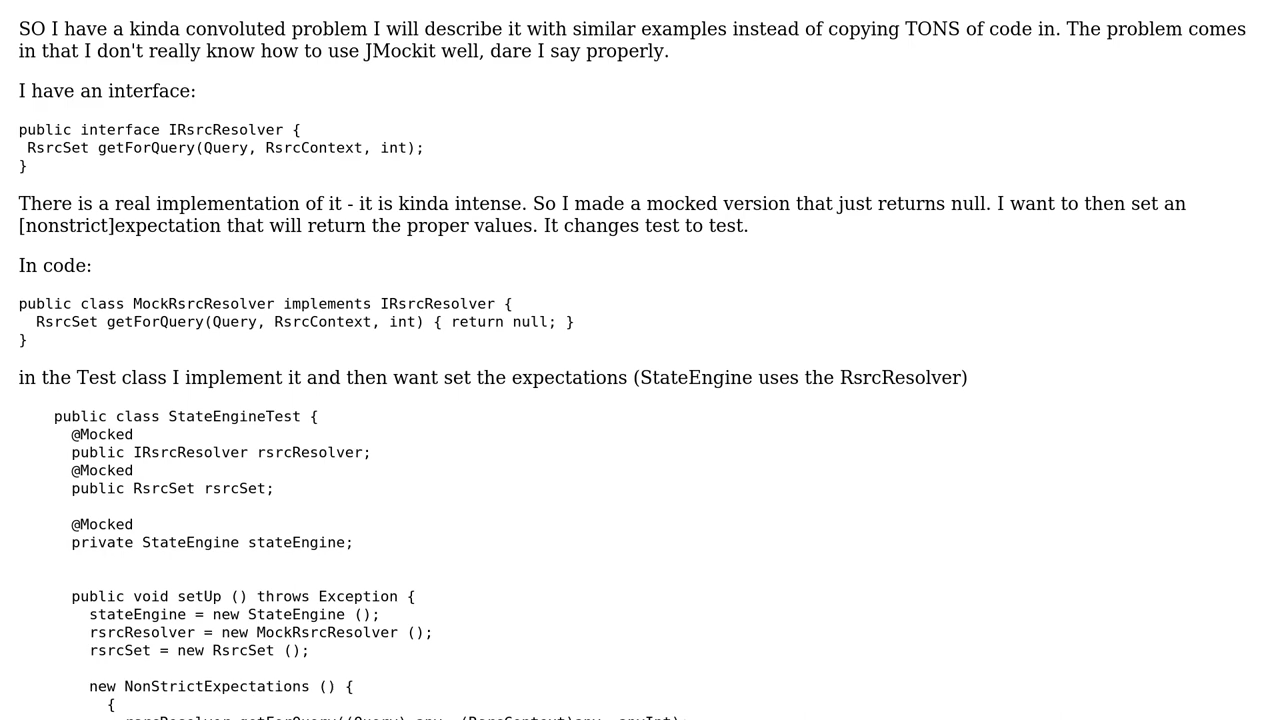 SO I have a kinda convoluted problem I will describe it with similar examples instead of copying TONS of code in. The problem comes
in that I don't really know how to use JMockit well, dare I say properly.
I have an interface:
public interface IRsrcResolver {
RsrcSet getForQuery(Query, RsrcContext, int);
}
There is a real implementation of it - it is kinda intense. So I made a mocked version that just returns null. I want to then set an
[nonstrict]expectation that will return the proper values. It changes test to test.
In code:
public class MockRsrcResolver implements IRsrcResolver {
RsrcSet getForQuery(Query, RsrcContext, int) { return null; }
}
in the Test class I implement it and then want set the expectations (StateEngine uses the RsrcResolver)
public class StateEngineTest {
@Mocked
public IRsrcResolver rsrcResolver;
@Mocked
public RsrcSet rsrcSet;
@Mocked
private StateEngine stateEngine;
public void setUp () throws Exception {
stateEngine = new StateEngine ();
rsrcResolver = new MockRsrcResolver ();
rsrcSet = new RsrcSet ();
new NonStrictExpectations () {
{
rsrcResolver.getForQuery((Query) any, (RsrcContext)any, anyInt);